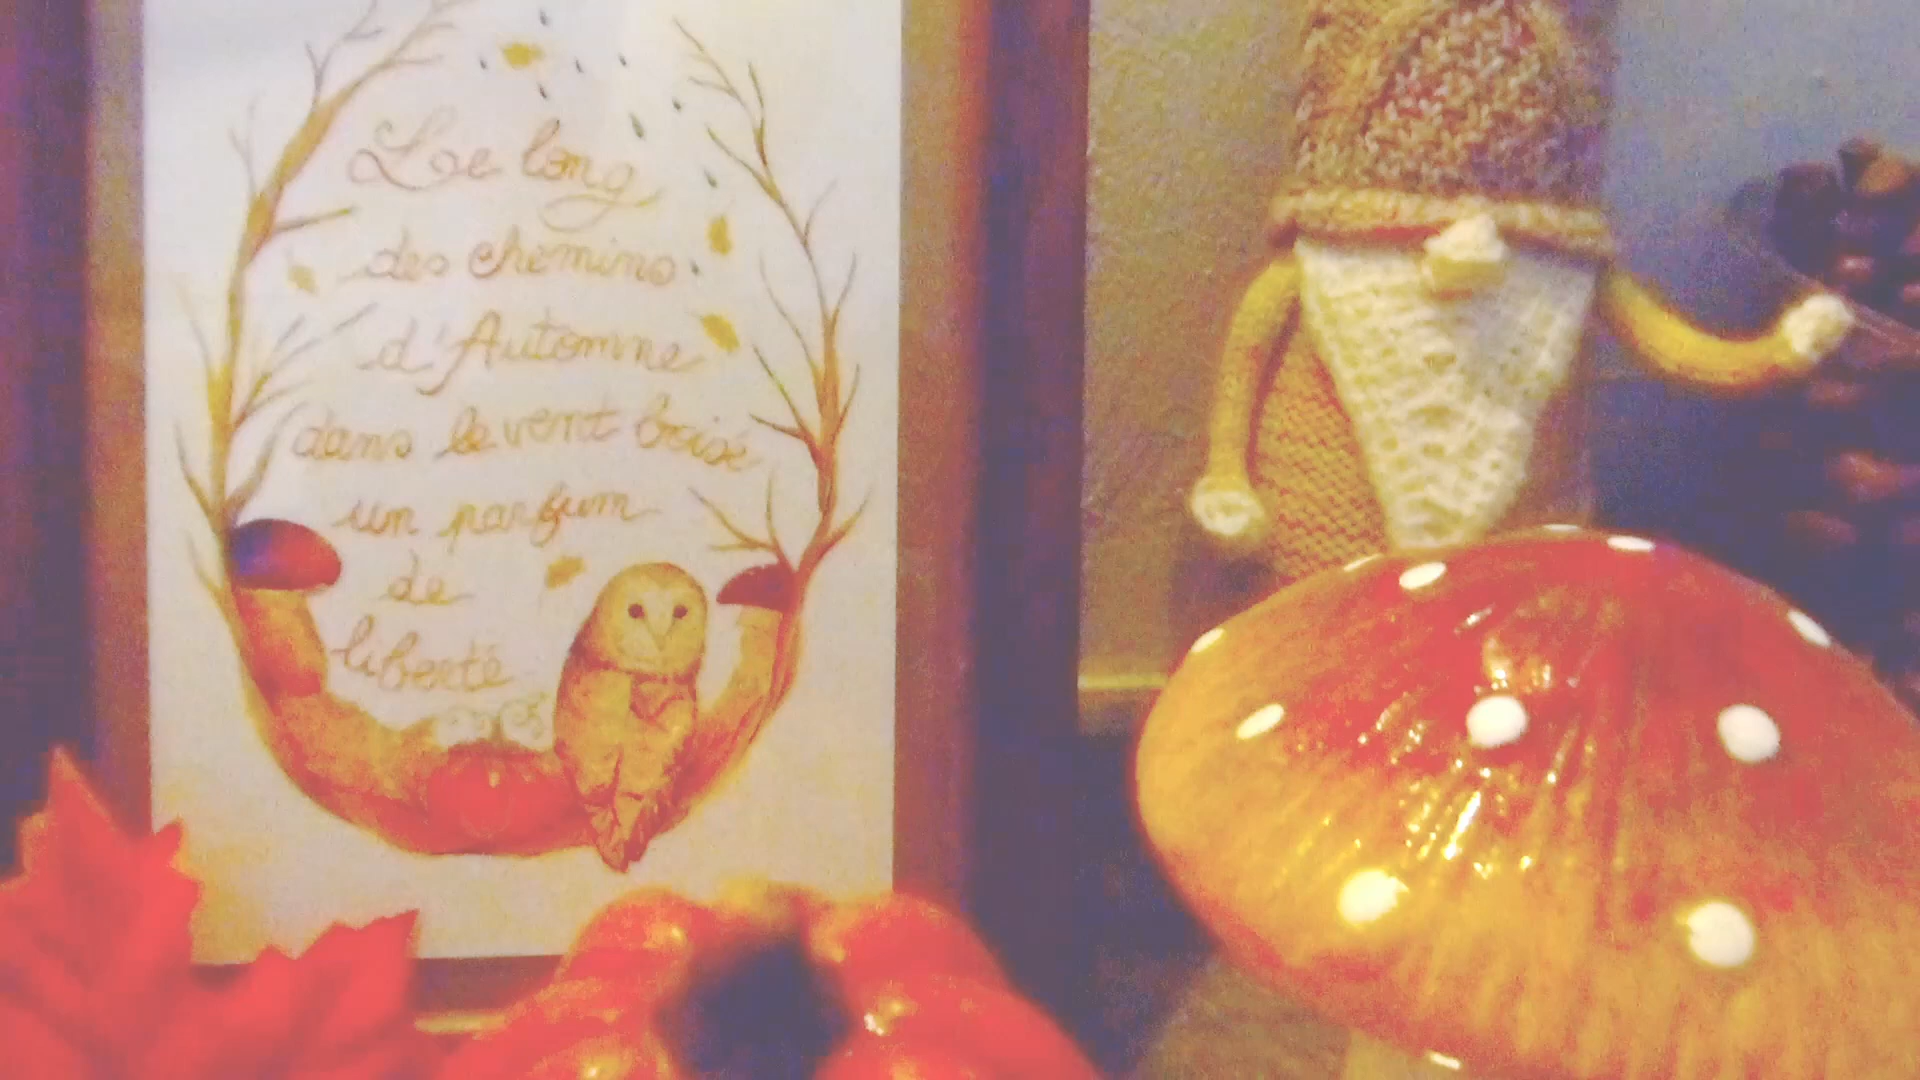 Le long
des chemins
d'Automne
dans le vent brisé
un parfum
de
liberté